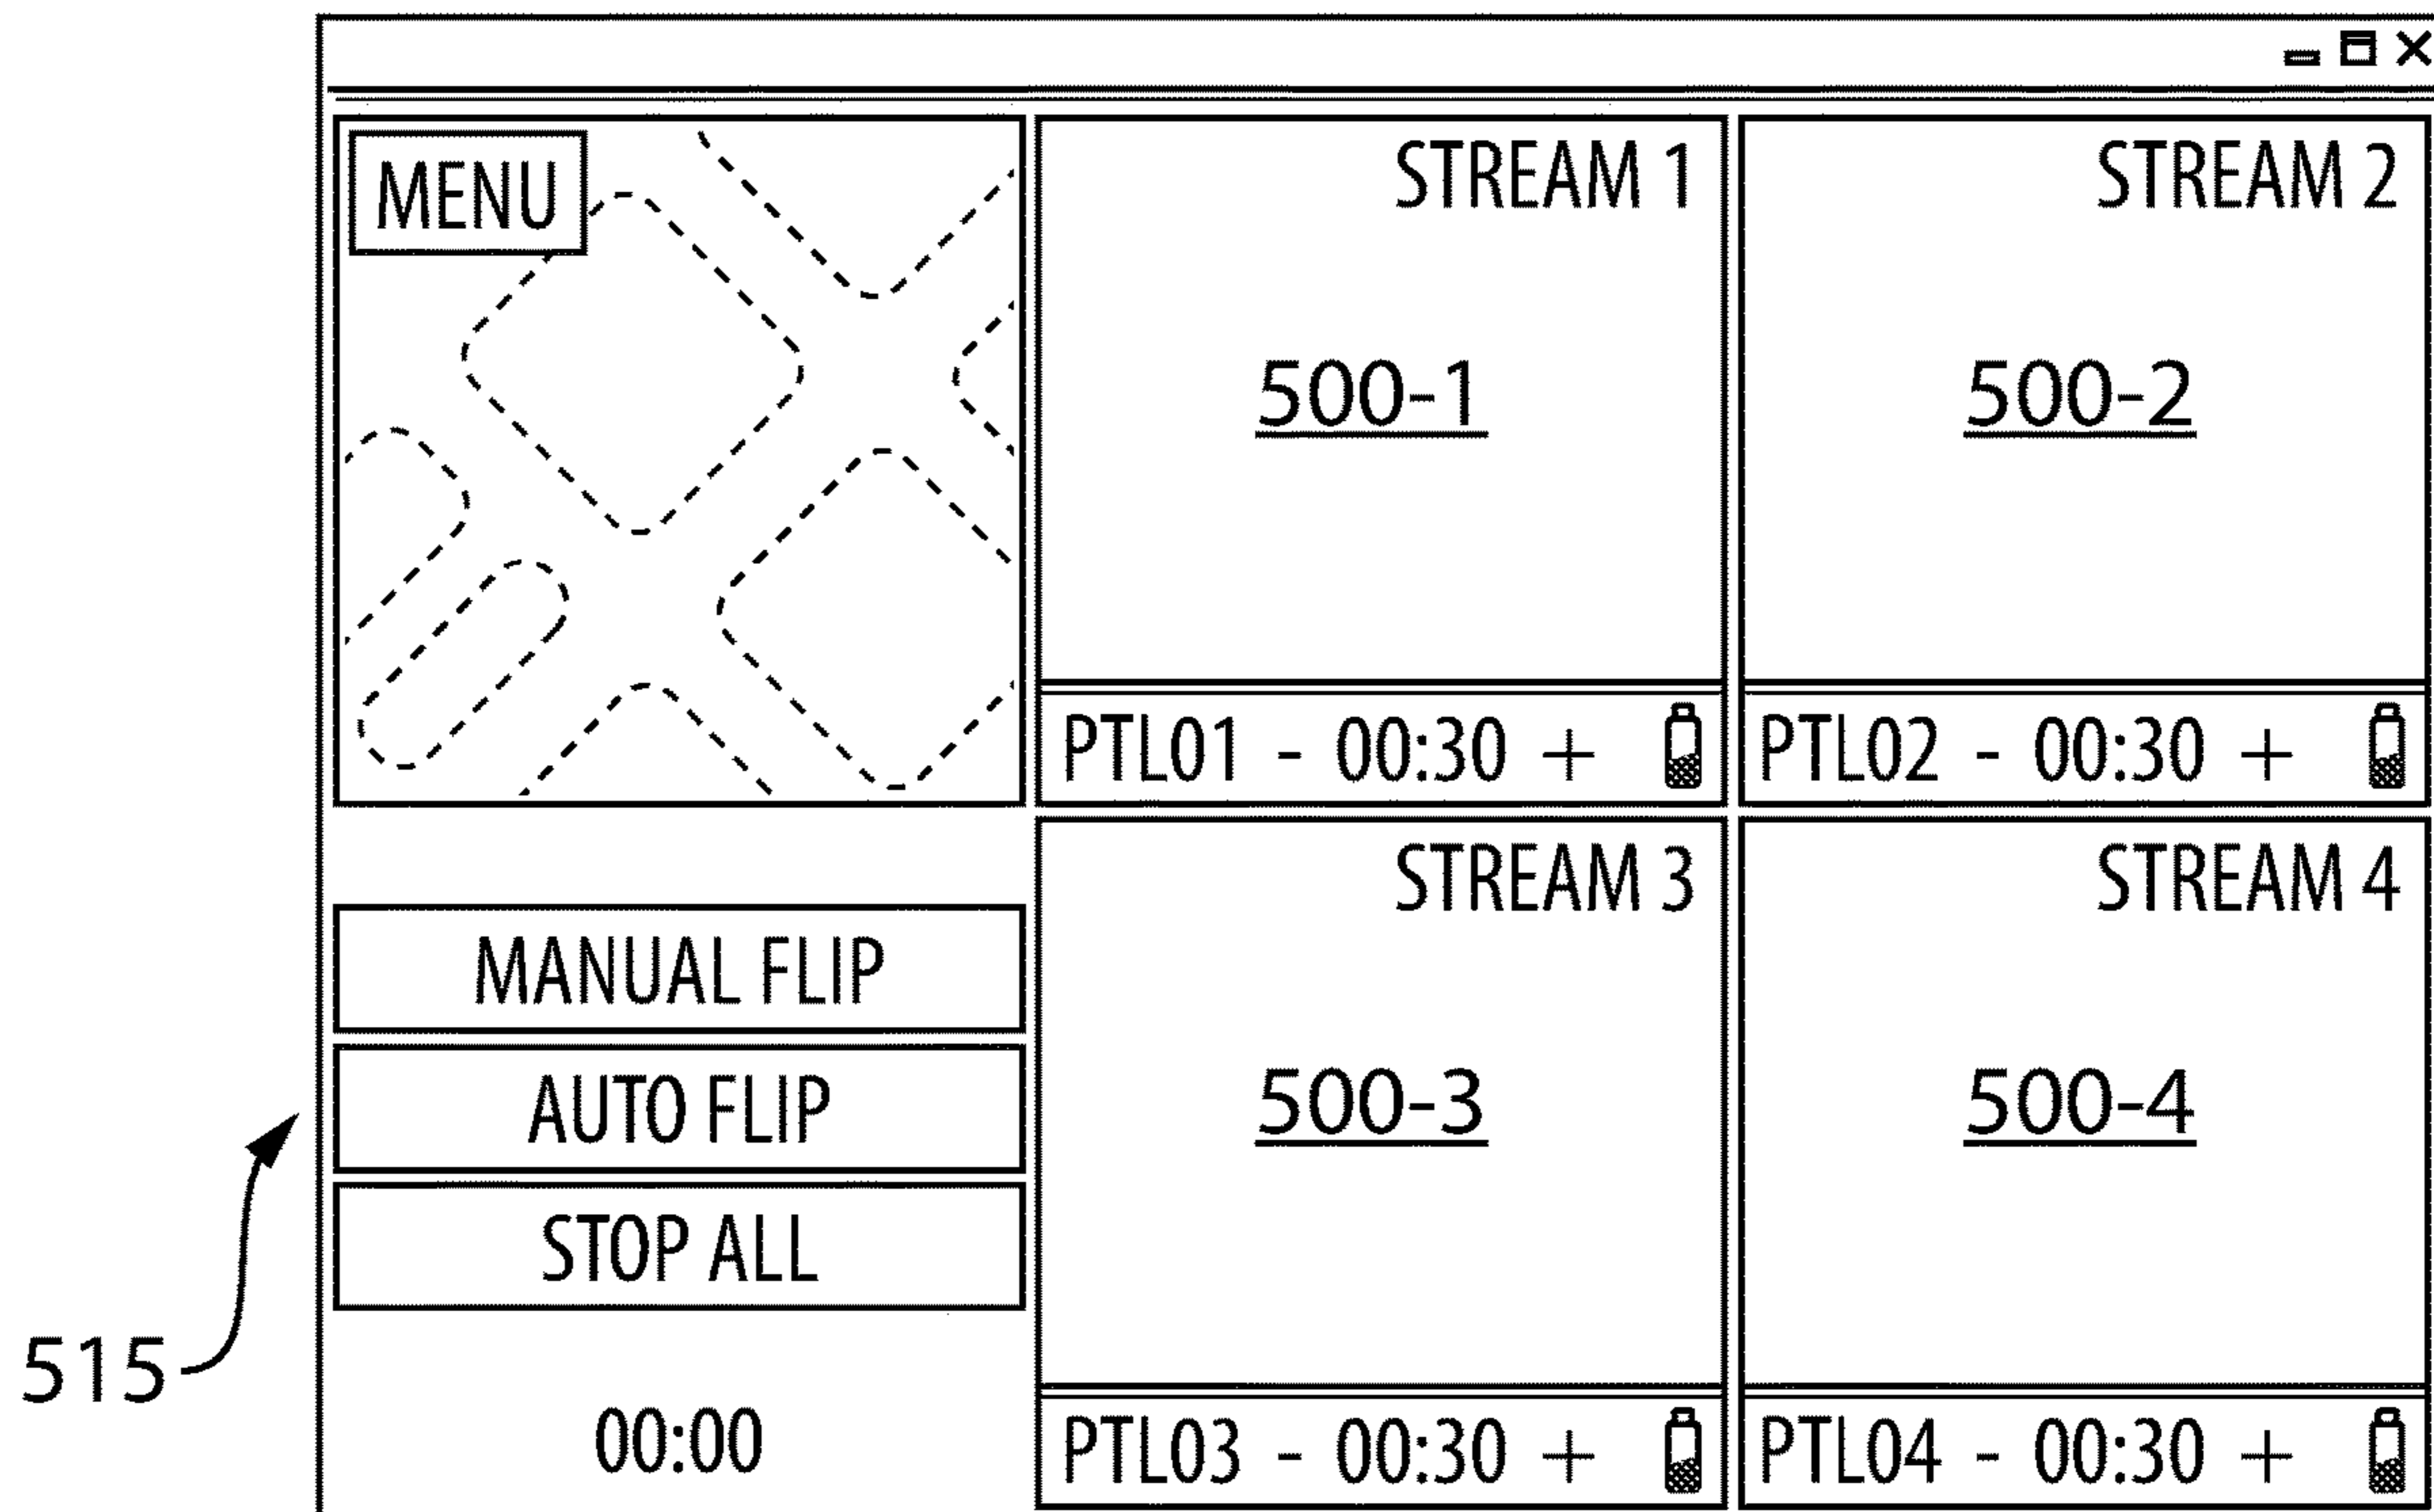 MENU
STREAM 1
STREAM 2
500-1
500-2
PTL01 - 00:30 +
PTL02 - 00:30 +
STREAM 3
STREAM 4
MANUAL FLIP
AUTO FLIP
500-3
500-4
STOP ALL
515
00:00
PTL03 - 00:30 +
PTL04 - 00:30 +